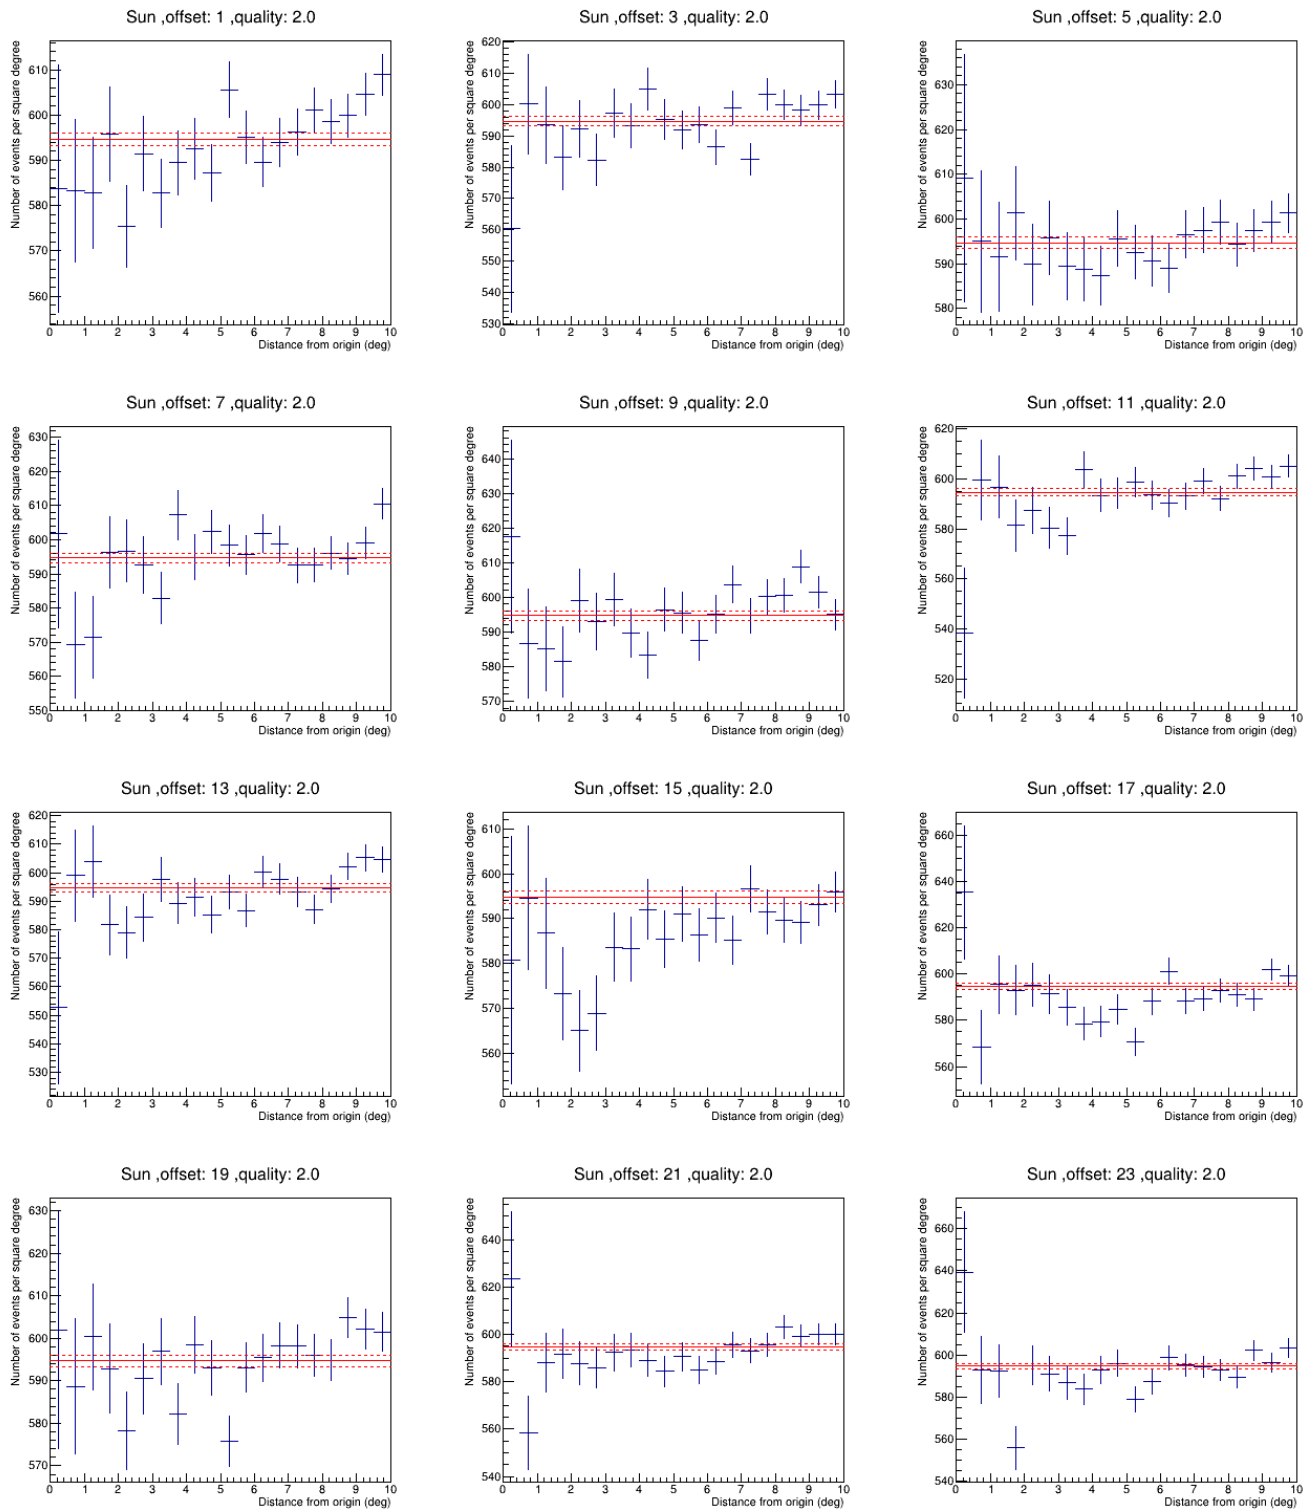 Sun ,offset: 1 ,quality: 2.0
Number of events per square degree
610
600
590
580
570
560
0 1 2 3 4 5 6 7 8 9 10
Distance from origin (deg)
Sun ,offset: 3 ,quality: 2.0
Number of events per square degree
620
610
600
590
580
570
560
550
540
530
0 1 2 3 4 5 6 7 8 9 10
Distance from origin (deg)
Sun ,offset: 5 ,quality: 2.0
Number of events per square degree
630
620
610
600
590
580
0 1 2 3 4 5 6 7 8 9 10
Distance from origin (deg)
Sun ,offset: 7 ,quality: 2.0
Number of events per square degree
630
620
610
600
590
580
570
560
550
0 1 2 3 4 5 6 7 8 9 10
Distance from origin (deg)
Sun ,offset: 9 ,quality: 2.0
Number of events per square degree
640
630
620
610
600
590
580
570
0 1 2 3 4 5 6 7 8 9 10
Distance from origin (deg)
Sun ,offset: 11 ,quality: 2.0
Number of events per square degree
620
600
580
560
540
520
0 1 2 3 4 5 6 7 8 9 10
Distance from origin (deg)
Sun ,offset: 13 ,quality: 2.0
Number of events per square degree
620
610
600
590
580
570
560
550
540
530
0 1 2 3 4 5 6 7 8 9 10
Distance from origin (deg)
Sun ,offset: 15 ,quality: 2.0
Number of events per square degree
610
600
590
580
570
560
0 1 2 3 4 5 6 7 8 9 10
Distance from origin (deg)
Sun ,offset: 17 ,quality: 2.0
Number of events per square degree
660
640
620
600
580
560
0 1 2 3 4 5 6 7 8 9 10
Distance from origin (deg)
Sun ,offset: 19 ,quality: 2.0
Number of events per square degree
630
620
610
600
590
580
570
0 1 2 3 4 5 6 7 8 9 10
Distance from origin (deg)
Sun ,offset: 21 ,quality: 2.0
Number of events per square degree
640
620
600
580
560
540
0 1 2 3 4 5 6 7 8 9 10
Distance from origin (deg)
Sun ,offset: 23 ,quality: 2.0
Number of events per square degree
660
640
620
600
580
560
540
0 1 2 3 4 5 6 7 8 9 10
Distance from origin (deg)